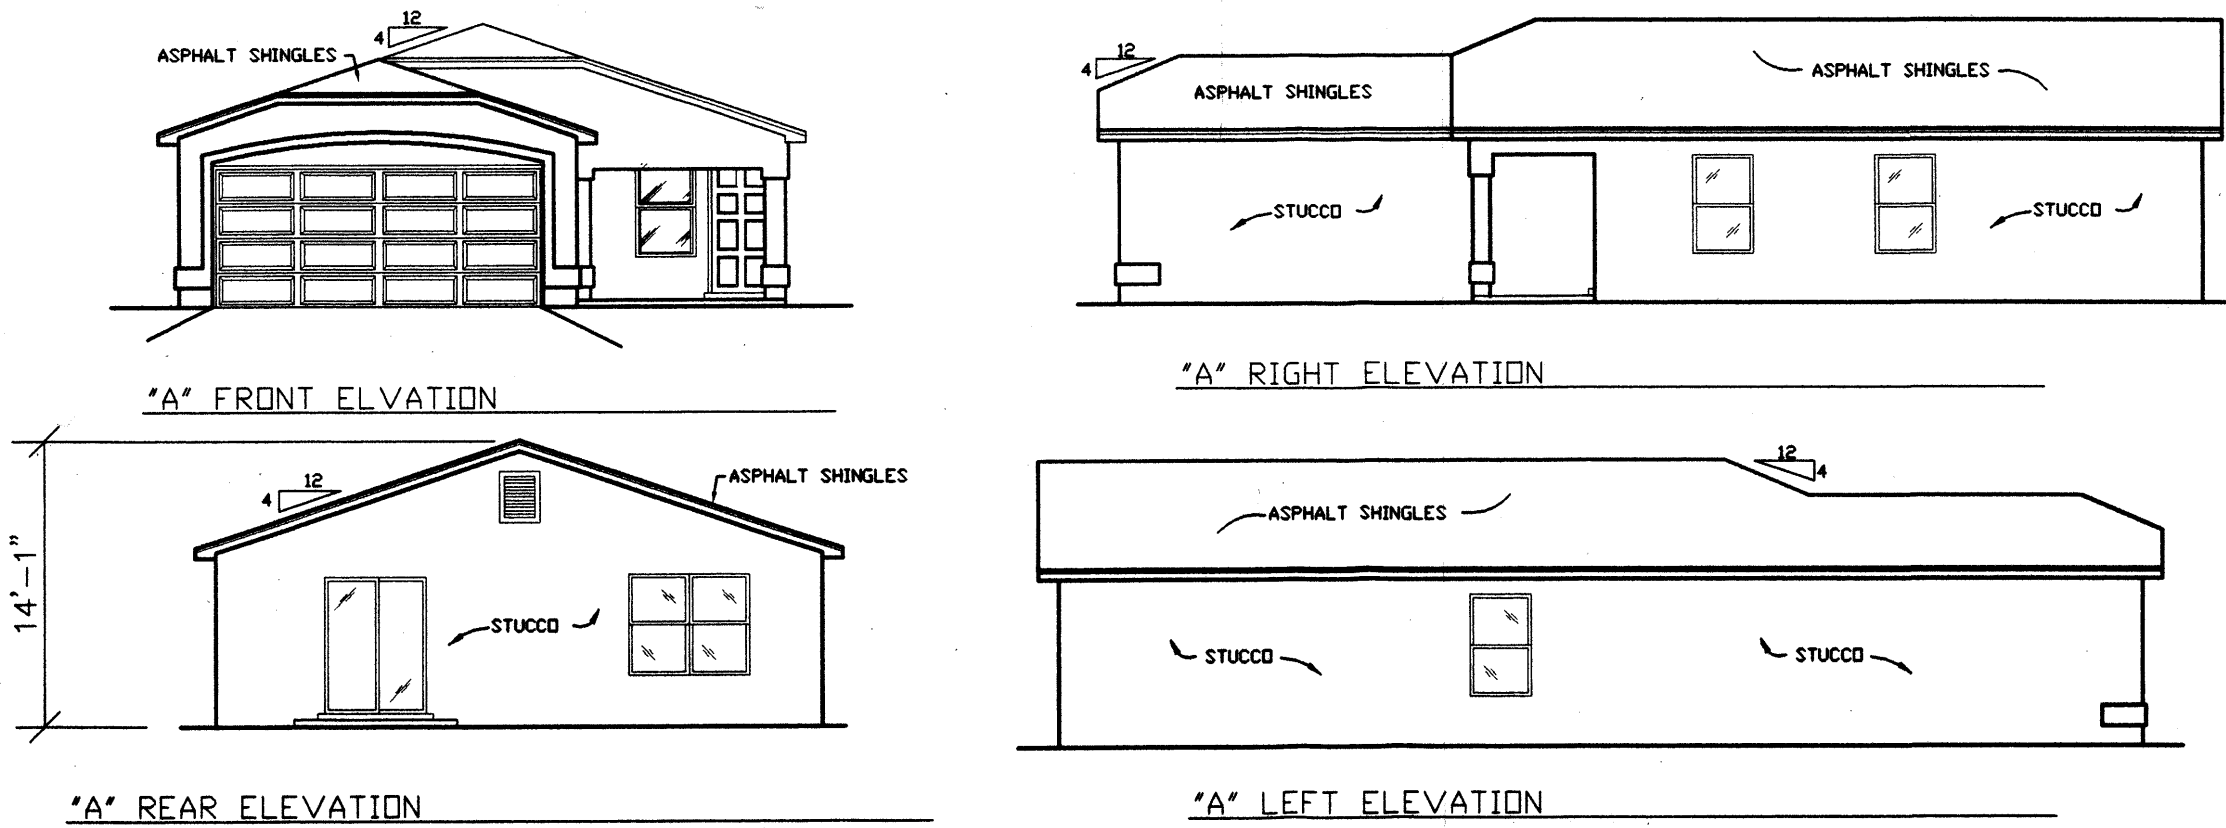 12
4
ASPHALT SHINGLES
"A" FRONT ELVATION
12
4
ASPHALT SHINGLES
ASPHALT SHINGLES
STUCCO
STUCCO
"A" RIGHT ELEVATION
14'-1"
12
4
ASPHALT SHINGLES
STUCCO
"A" REAR ELEVATION
12
4
ASPHALT SHINGLES
STUCCO
STUCCO
"A" LEFT ELEVATION